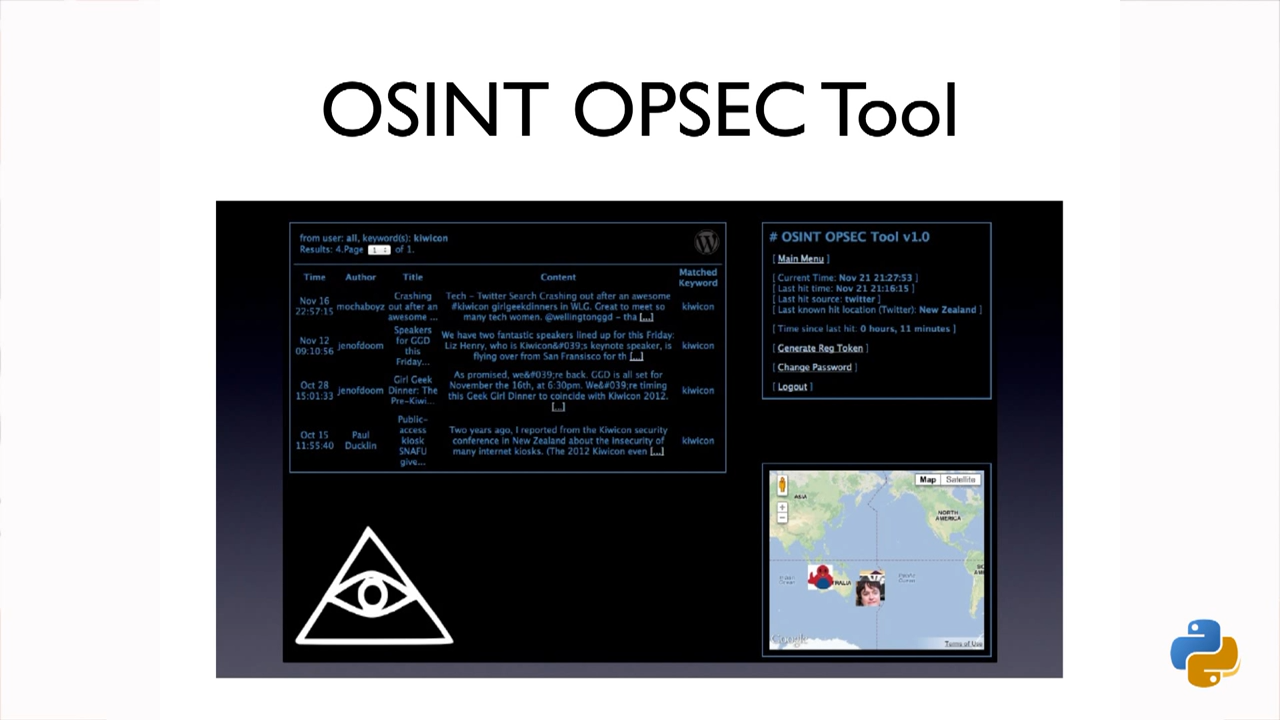 OSINT OPSEC Tool
from user: all, keyword(s): kiwicon
Results: 4.Page 1 of 1.
Time Author Title Content Matched Keyword
Nov 16 22:57:15 mochaboyz Crashing out after an awesome ... Tech - Twitter Search Crashing out after an awesome #kiwicon girlgeekdinners in WLG. Great to meet so many tech women. @wellingtonggd - tha [...] kiwicon
Nov 12 09:10:56 jenofdoom Speakers for GGD this Friday... We have two fantastic speakers lined up for this Friday: Liz Henry, who is Kiwicon&#039;s keynote speaker, is flying over from San Fransisco for th [...] kiwicon
Oct 28 15:01:33 jenofdoom Girl Geek Dinner: The Pre-Kiwi... As promised, we&#039;re back. GGD is all set for November the 16th, at 6:30pm. We&#039;re timing this Geek Girl Dinner to coincide with Kiwicon 2012. [...] kiwicon
Oct 15 11:55:40 Paul Ducklin Public-access kiosk SNAFU give... Two years ago, I reported from the Kiwicon security conference in New Zealand about the insecurity of many internet kiosks. (The 2012 Kiwicon even [...] kiwicon
# OSINT OPSEC Tool v1.0
[ Main Menu ]
[ Current Time: Nov 21 21:27:53 ]
[ Last hit time: Nov 21 21:16:15 ]
[ Last hit source: twitter ]
[ Last known hit location (Twitter): New Zealand ]
[ Time since last hit: 0 hours, 11 minutes ]
[ Generate Reg Token ]
[ Change Password ]
[ Logout ]
Map Satellite
ASIA
NORTH
AMERICA
Google
Terms of Use